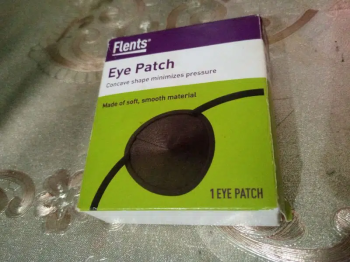 Flents®
Eye Patch
Concave shape minimizes pressure
Made of soft, smooth material
1 EYE PATCH